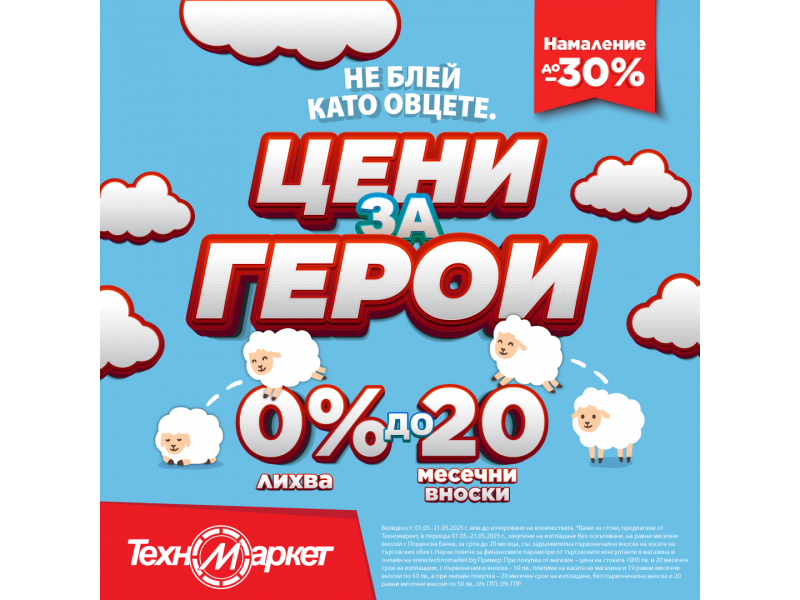 Намаление
до
-30%
НЕ БЛЕЙ
КАТО ОВЦЕТЕ.
ЦЕНИ
ЗА
ГЕРОИ
0% до 20
лихва
месечни
вноски
ТехноМаркет
Валидност: 01.05.-21.05.2025 г. или до изчерпване на количествата. *Важи за стоки, предлагани от
Техномаркет, в периода 01.05.-21.05.2025 г., закупени на изплащане без оскъпяване, на равни месечни
вноски с Пощенска банка, за срок до 20 месеца, със задължителна първоначална вноска на касата на
търговския обект. Научи повече за финансовите параметри от търговските консултанти в магазина и
онлайн на www.technomarket.bg Пример: При покупка от магазин – цена на стоката 1000 лв. и 20 месечен
срок на изплащане, с първоначална вноска – 50 лв., платима на касата на магазина и 19 равни месечни
вноски по 50 лв., а при онлайн покупка – 20 месечен срок на изплащане, без първоначална вноска и 20
равни месечни вноски по 50 лв., 0% ГЛП, 0% ГПР.